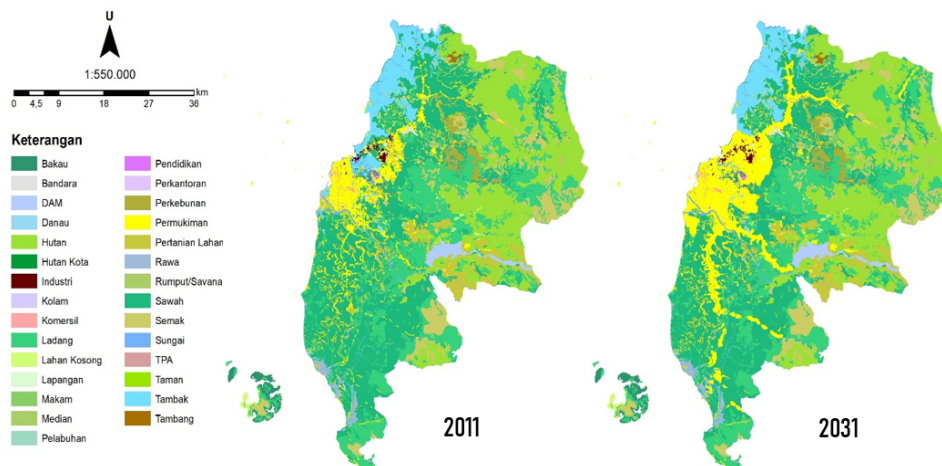 U
1:550.000
km
0 4,5 9 18 27 36
Keterangan
Bakau
Bandara
DAM
Danau
Hutan
Hutan Kota
Industri
Kolam
Komersil
Ladang
Lahan Kosong
Lapangan
Makam
Median
Pelabuhan
Pendidikan
Perkantoran
Perkebunan
Permukiman
Pertanian Lahan
Rawa
Rumput/Savana
Sawah
Semak
Sungai
TPA
Taman
Tambak
Tambang
2011
2031